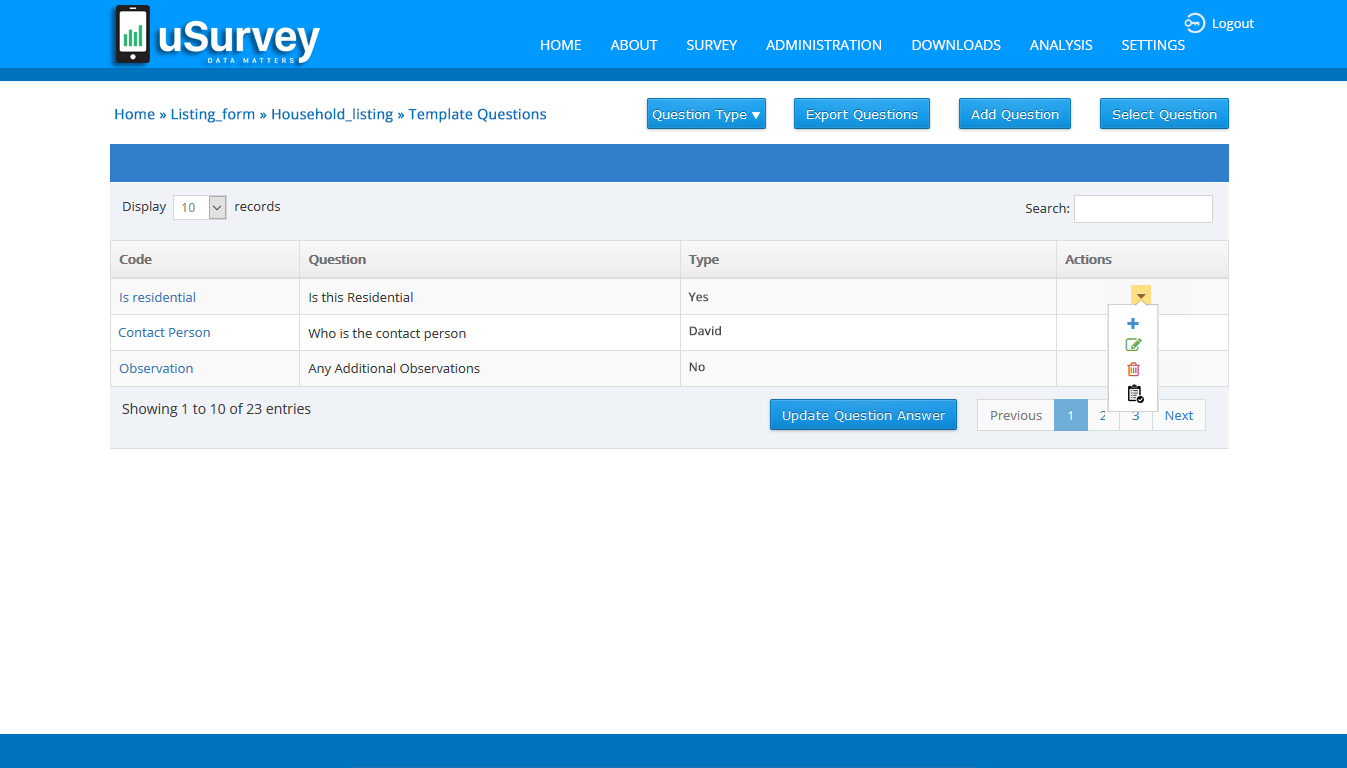 uSurvey
DATA MATTERS
Logout
HOME ABOUT SURVEY ADMINISTRATION DOWNLOADS ANALYSIS SETTINGS
Home » Listing_form » Household_listing » Template Questions
Question Type ▾ Export Questions Add Question Select Question
Display 10 records Search:
Code Question Type Actions
Is residential Is this Residential Yes
Contact Person Who is the contact person David
Observation Any Additional Observations No
Showing 1 to 10 of 23 entries Update Question Answer Previous 1 2 3 Next